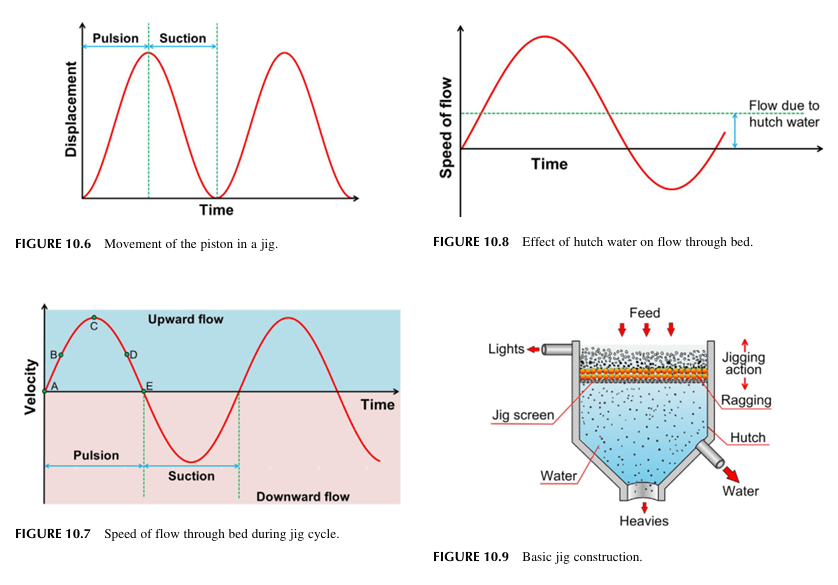 Pulsion
Suction
Displacement
Time
FIGURE 10.6 Movement of the piston in a jig.
Speed of flow
Flow due to
hutch water
Time
FIGURE 10.8 Effect of hutch water on flow through bed.
Upward flow
C
B
D
A
E
Velocity
Time
Pulsion
Suction
Downward flow
FIGURE 10.7 Speed of flow through bed during jig cycle.
Feed
Lights
Jigging
action
Ragging
Jig screen
Hutch
Water
Water
Heavies
FIGURE 10.9 Basic jig construction.